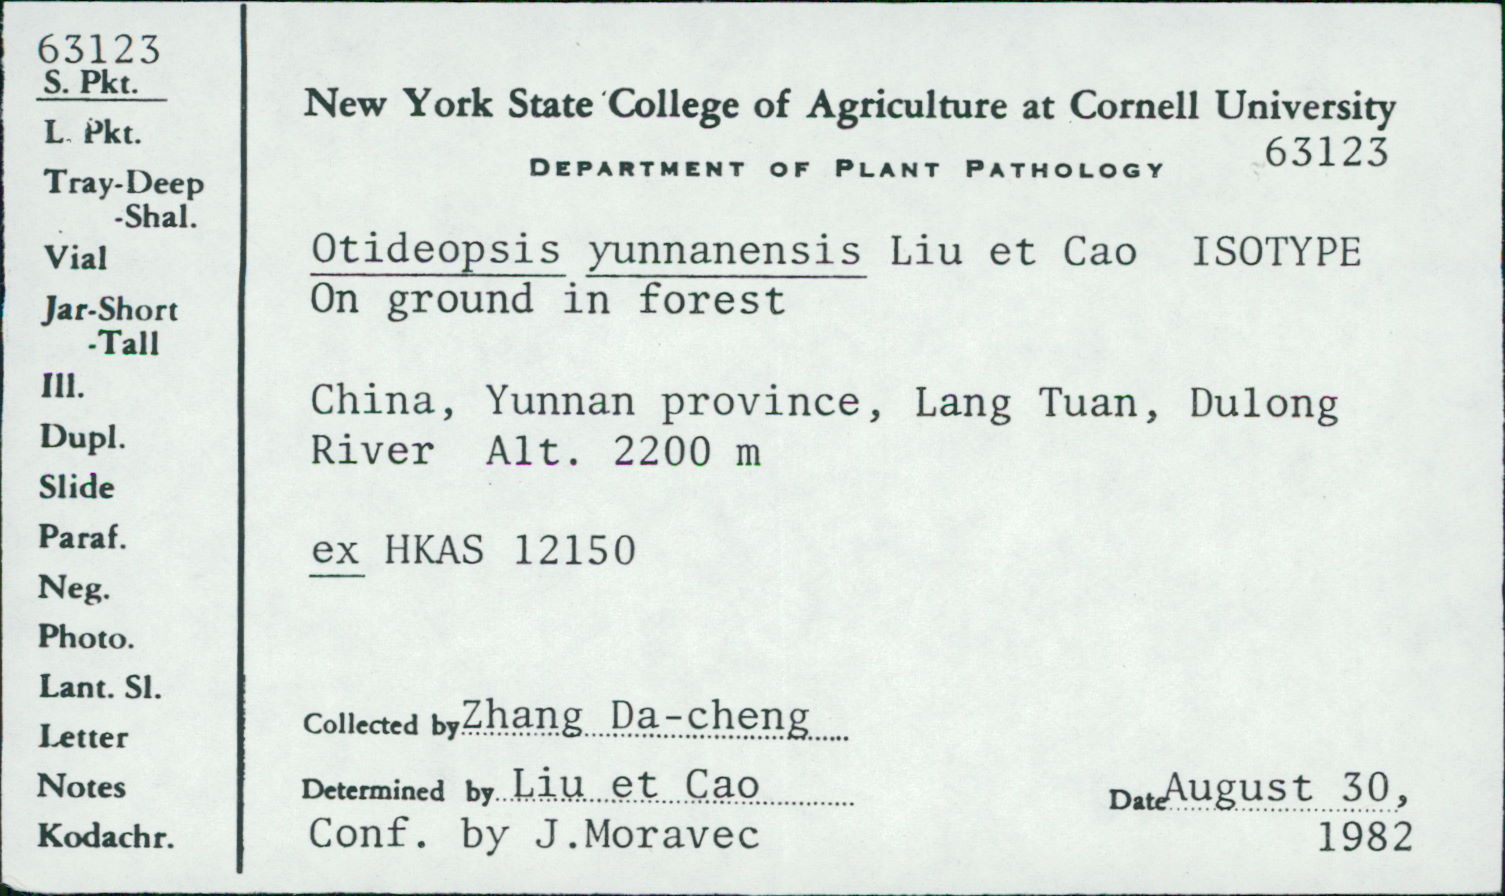 63123
S. Pkt.
L. Pkt.
Tray-Deep
-Shal.
Vial
Jar-Short
-Tall
Ill.
Dupl.
Slide
Paraf.
Neg.
Photo.
Lant. Sl.
Letter
Notes
Kodachr.
New York State College of Agriculture at Cornell University
63123
DEPARTMENT OF PLANT PATHOLOGY
Otideopsis yunnanensis Liu et Cao ISOTYPE
On ground in forest
China, Yunnan province, Lang Tuan, Dulong
River Alt. 2200 m
ex HKAS 12150
Collected by Zhang Da-cheng
Determined by Liu et Cao
Date August 30,
Conf. by J.Moravec
1982